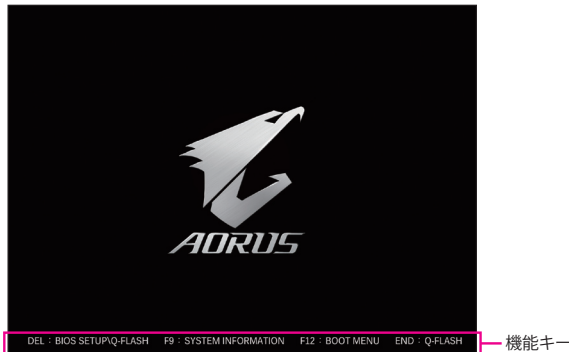 AORUS
DEL : BIOS SETUP\Q-FLASH F9 : SYSTEM INFORMATION F12 : BOOT MENU END : Q-FLASH
機能キー